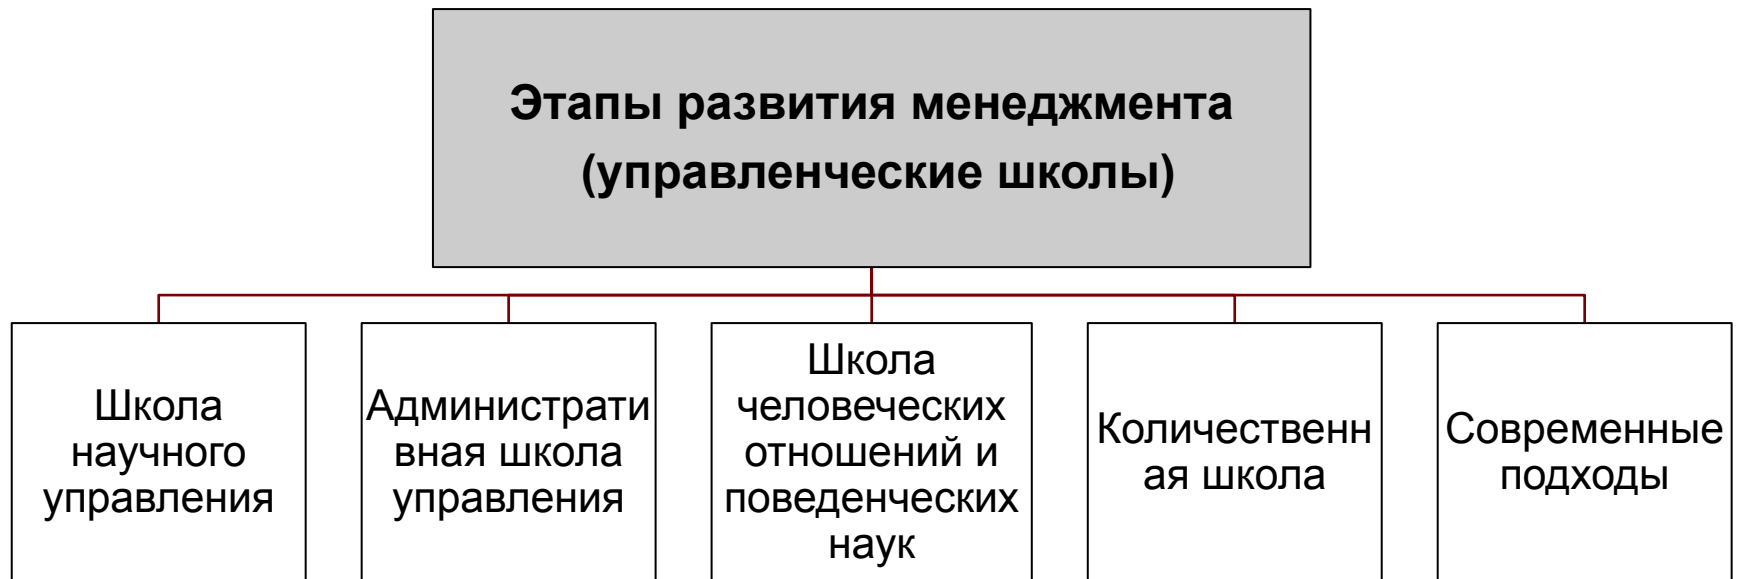 Этапы развития менеджмента
(управленческие школы)
Школа
научного
управления
Административ
вная школа
управления
Школа
человеческих
отношений и
поведенческих
наук
Количественн
ая школа
Современные
подходы